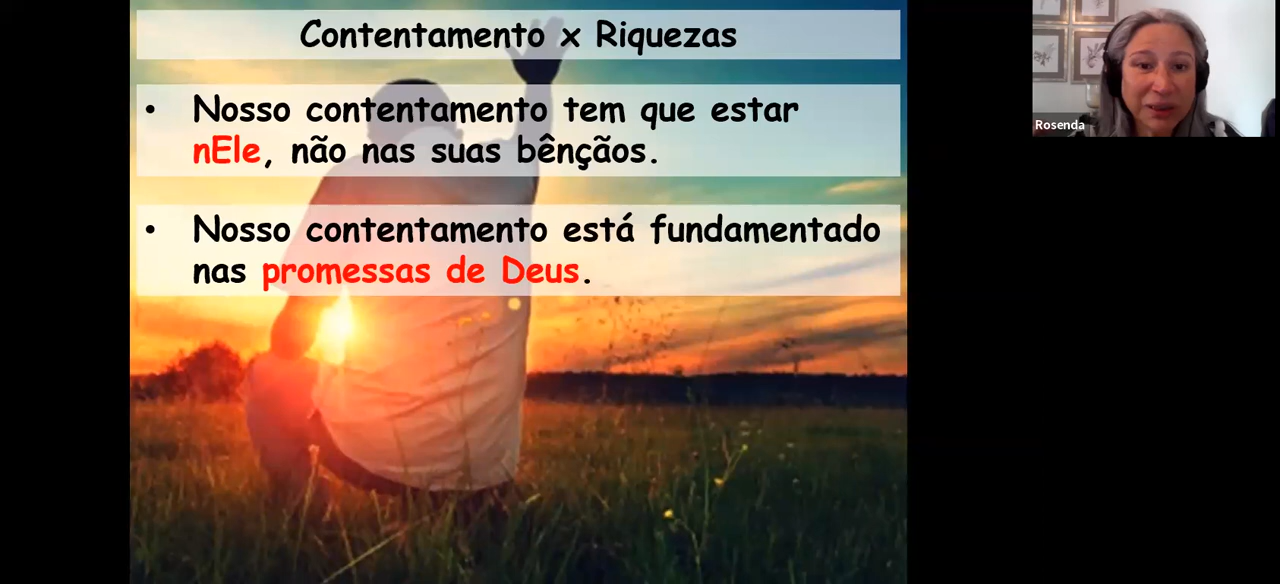 Contentamento x Riquezas
• Nosso contentamento tem que estar
nEle, não nas suas bênçãos.
• Nosso contentamento está fundamentado
nas promessas de Deus.
Rosenda